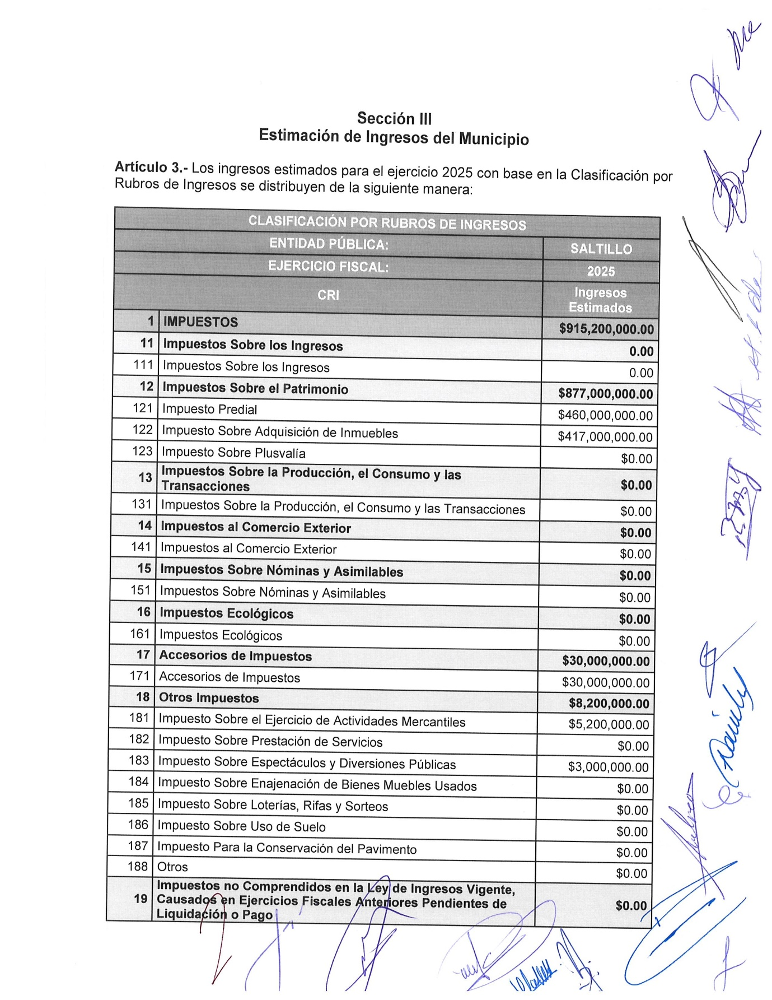 Sección III
Estimación de Ingresos del Municipio
Artículo 3.- Los ingresos estimados para el ejercicio 2025 con base en la Clasificación por
Rubros de Ingresos se distribuyen de la siguiente manera:
CLASIFICACIÓN POR RUBROS DE INGRESOS
ENTIDAD PÚBLICA: SALTILLO
EJERCICIO FISCAL: 2025
CRI Ingresos
Estimados
1 IMPUESTOS $915,200,000.00
11 Impuestos Sobre los Ingresos 0.00
111 Impuestos Sobre los Ingresos 0.00
12 Impuestos Sobre el Patrimonio $877,000,000.00
121 Impuesto Predial $460,000,000.00
122 Impuesto Sobre Adquisición de Inmuebles $417,000,000.00
123 Impuesto Sobre Plusvalía $0.00
13 Impuestos Sobre la Producción, el Consumo y las
Transacciones $0.00
131 Impuestos Sobre la Producción, el Consumo y las Transacciones $0.00
14 Impuestos al Comercio Exterior $0.00
141 Impuestos al Comercio Exterior $0.00
15 Impuestos Sobre Nóminas y Asimilables $0.00
151 Impuestos Sobre Nóminas y Asimilables $0.00
16 Impuestos Ecológicos $0.00
161 Impuestos Ecológicos $0.00
17 Accesorios de Impuestos $30,000,000.00
171 Accesorios de Impuestos $30,000,000.00
18 Otros Impuestos $8,200,000.00
181 Impuesto Sobre el Ejercicio de Actividades Mercantiles $5,200,000.00
182 Impuesto Sobre Prestación de Servicios $0.00
183 Impuesto Sobre Espectáculos y Diversiones Públicas $3,000,000.00
184 Impuesto Sobre Enajenación de Bienes Muebles Usados $0.00
185 Impuesto Sobre Loterías, Rifas y Sorteos $0.00
186 Impuesto Sobre Uso de Suelo $0.00
187 Impuesto Para la Conservación del Pavimento $0.00
188 Otros $0.00
19 Impuestos no Comprendidos en la Ley de Ingresos Vigente,
Causados en Ejercicios Fiscales Anteriores Pendientes de
Liquidación o Pago $0.00